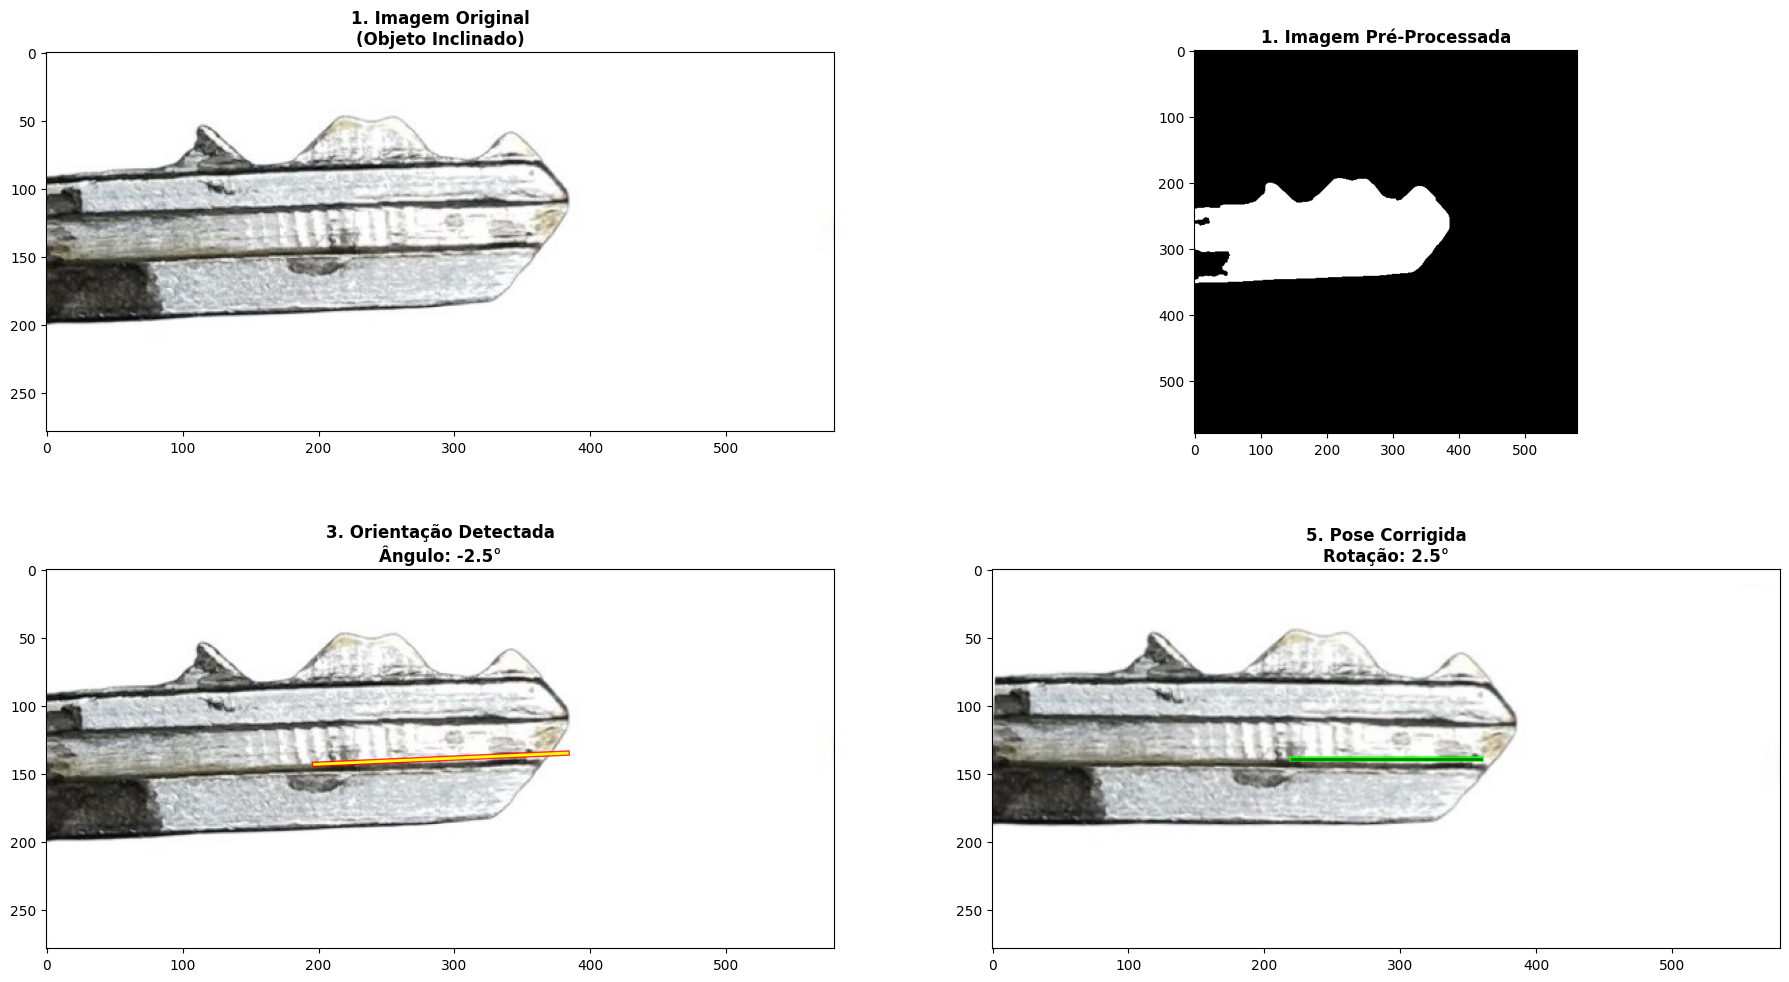 1. Imagem Original
(Objeto Inclinado)
0
50
100
150
200
250
0 100 200 300 400 500
1. Imagem Pré-Processada
0
100
200
300
400
500
0 100 200 300 400 500
3. Orientação Detectada
Ângulo: -2.5°
0
50
100
150
200
250
0 100 200 300 400 500
5. Pose Corrigida
Rotação: 2.5°
0
50
100
150
200
250
0 100 200 300 400 500